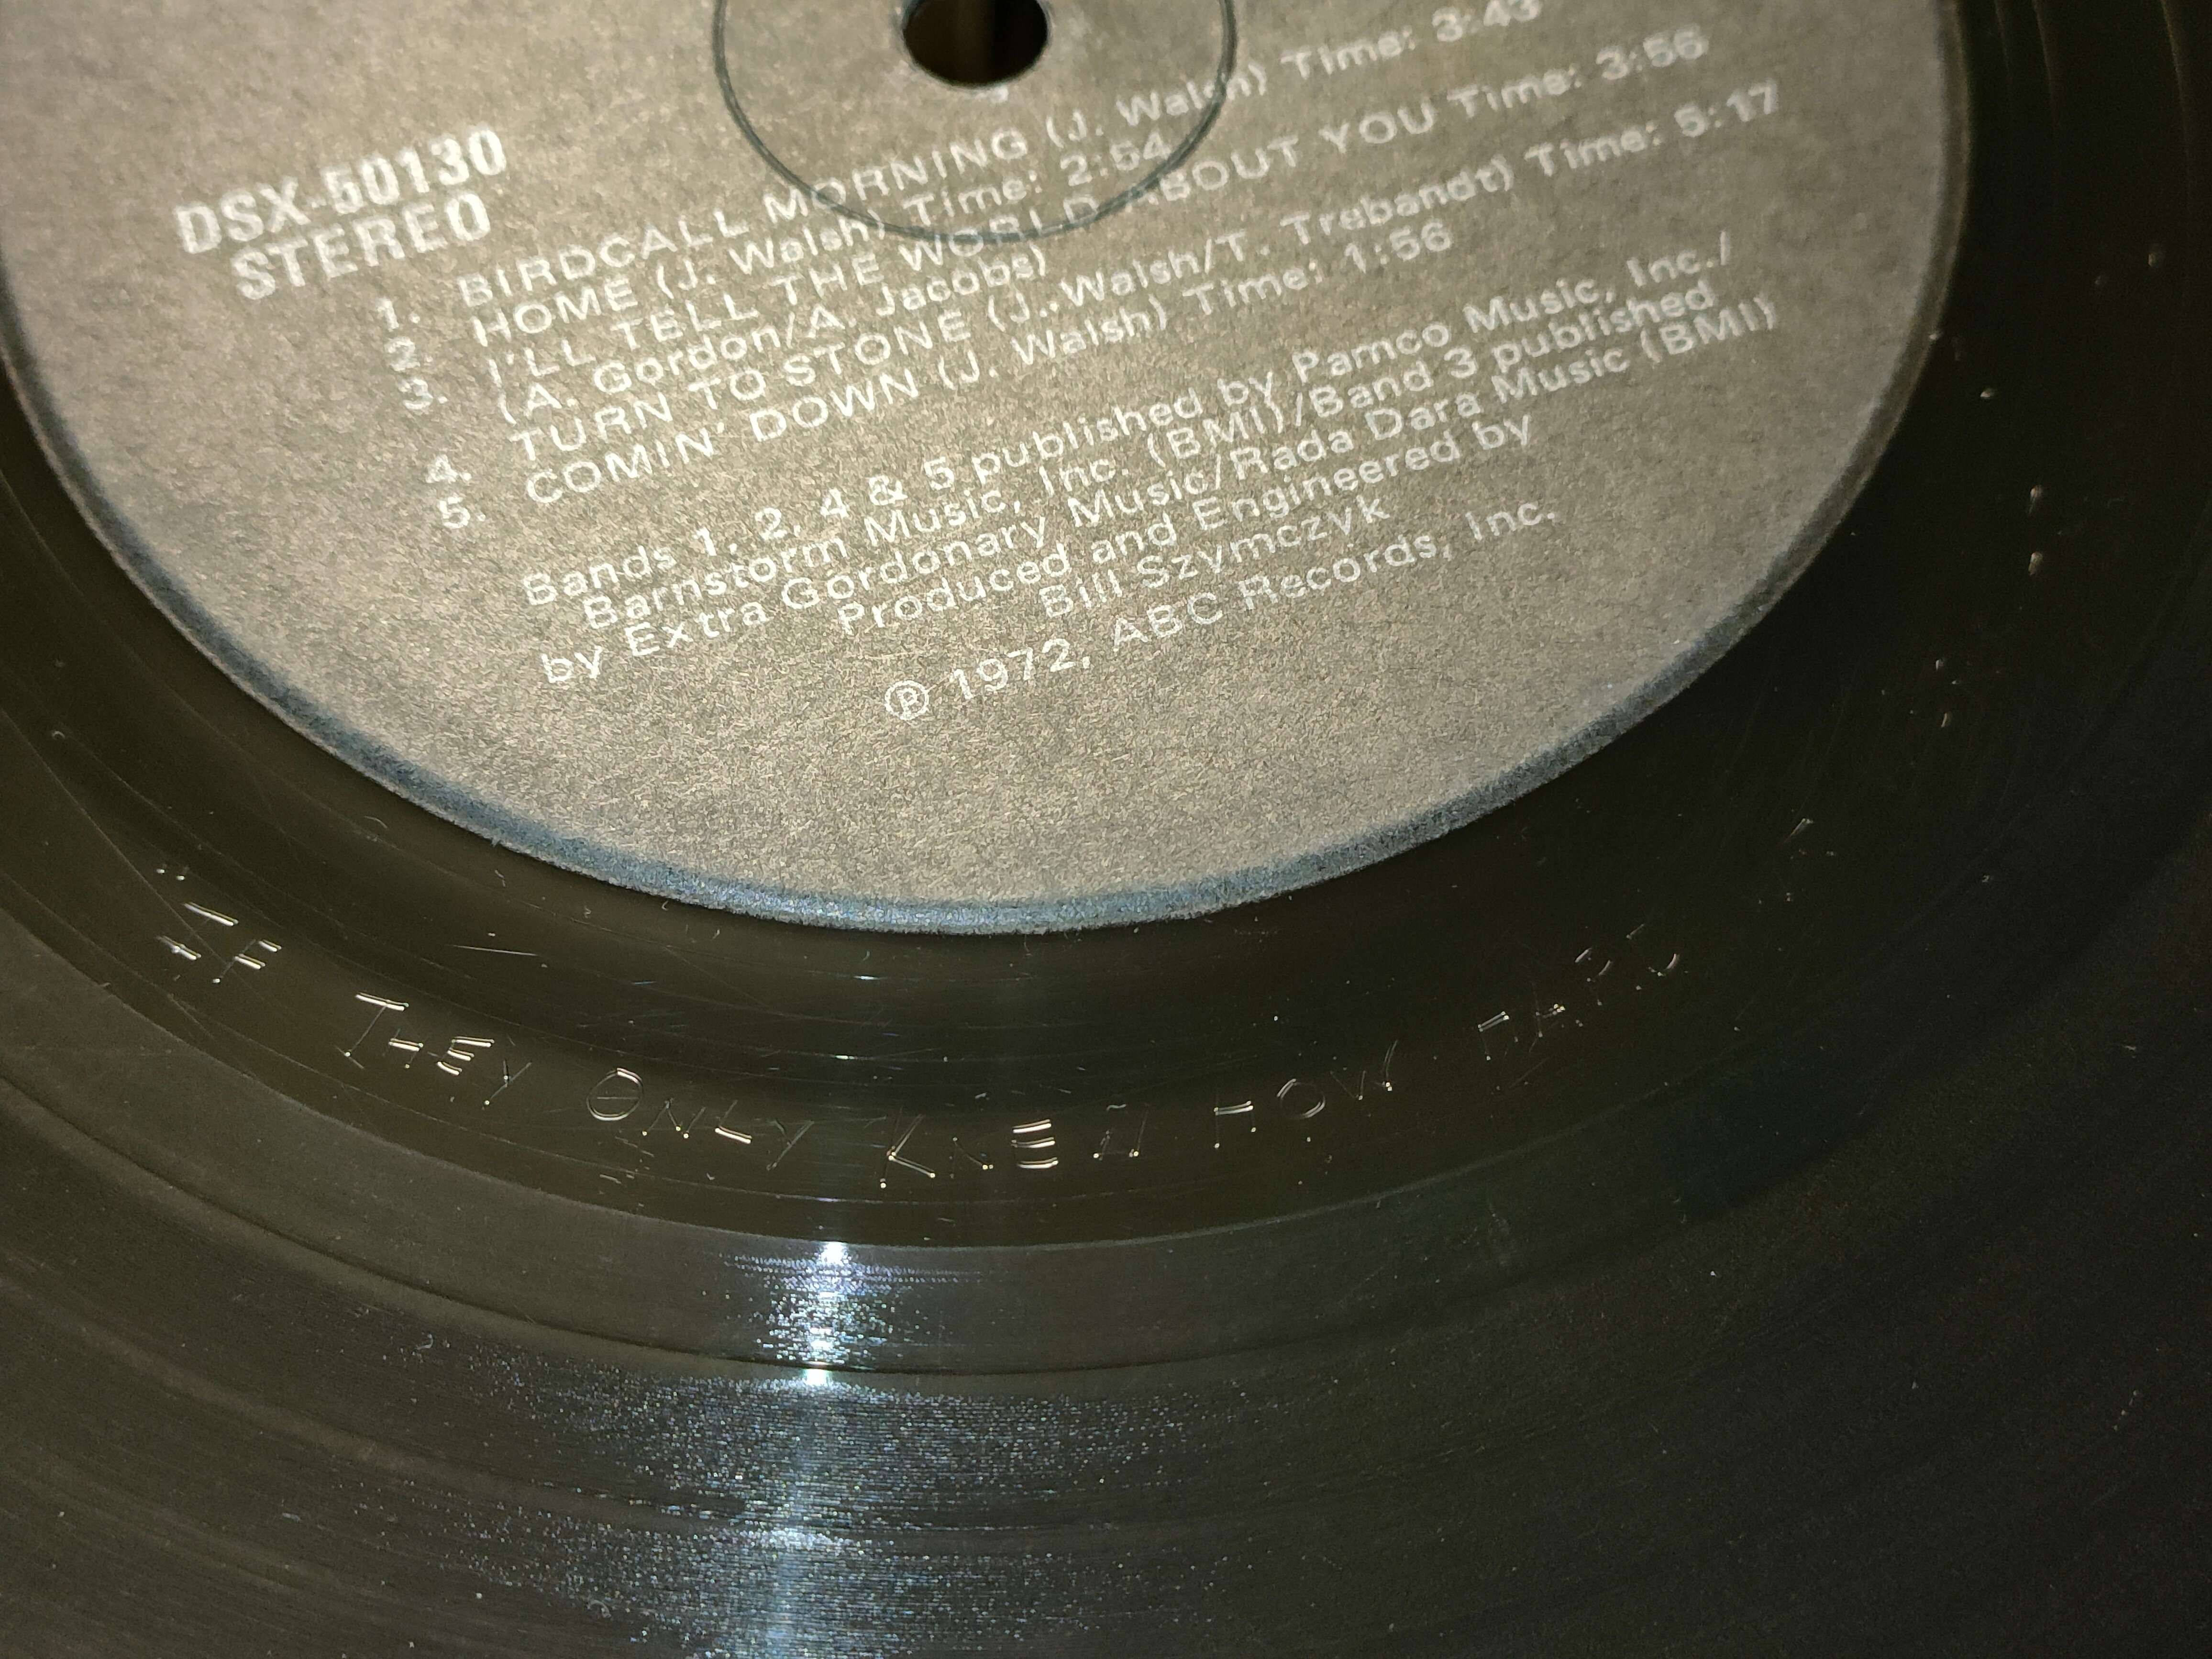 DSX-50130
STEREO
1. BIRDCALL MORNING (J. Walsh) Time: 3:43
2. HOME (J. Walsh) Time: 2:54
3. I'LL TELL THE WORLD ABOUT YOU Time: 3:56
(A. Gordon/A. Jacobs)
4. TURN TO STONE (J. Walsh/T. Trebandt) Time: 5:17
5. COMIN' DOWN (J. Walsh) Time: 1:56
Bands 1, 2, 4 & 5 published by Pamco Music, Inc./
Barnstorm Music, Inc. (BMI)/Band 3 published
by Extra Gordonary Music/Rada Dara Music (BMI)
Produced and Engineered by
Bill Szymczyk
℗ 1972, ABC Records, Inc.
IF THEY ONLY KNEW HOW